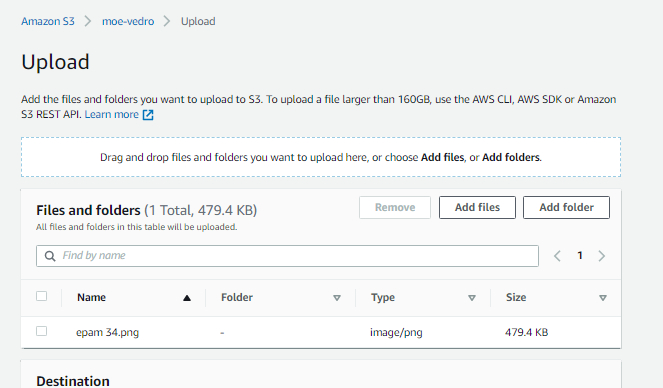 Amazon S3 > moe-vedro > Upload
Upload
Add the files and folders you want to upload to S3. To upload a file larger than 160GB, use the AWS CLI, AWS SDK or Amazon
S3 REST API. Learn more
Drag and drop files and folders you want to upload here, or choose Add files, or Add folders.
Files and folders (1 Total, 479.4 KB)
Remove
Add files
Add folder
All files and folders in this table will be uploaded.
Find by name
1
Name Folder Type Size
epam 34.png - image/png 479.4 KB
Destination